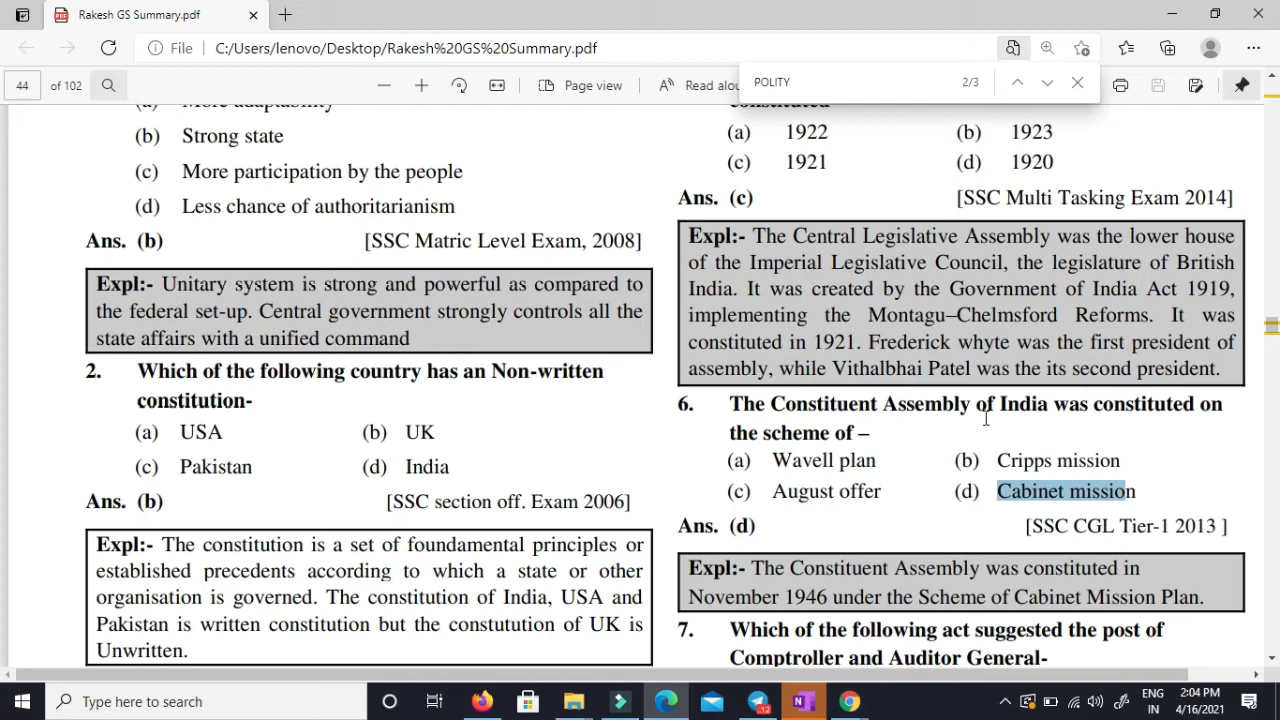 Rakesh GS Summary.pdf
File C:/Users/lenovo/Desktop/Rakesh%20GS%20Summary.pdf
44 of 102
Page view
Read alou
POLITY 2/3
(b) Strong state
(c) More participation by the people
(d) Less chance of authoritarianism
Ans. (b) [SSC Matric Level Exam, 2008]
Expl:- Unitary system is strong and powerful as compared to
the federal set-up. Central government strongly controls all the
state affairs with a unified command
2. Which of the following country has an Non-written
constitution-
(a) USA (b) UK
(c) Pakistan (d) India
Ans. (b) [SSC section off. Exam 2006]
Expl:- The constitution is a set of foundamental principles or
established precedents according to which a state or other
organisation is governed. The constitution of India, USA and
Pakistan is written constitution but the constutution of UK is
Unwritten.
(a) 1922 (b) 1923
(c) 1921 (d) 1920
Ans. (c) [SSC Multi Tasking Exam 2014]
Expl:- The Central Legislative Assembly was the lower house
of the Imperial Legislative Council, the legislature of British
India. It was created by the Government of India Act 1919,
implementing the Montagu–Chelmsford Reforms. It was
constituted in 1921. Frederick whyte was the first president of
assembly, while Vithalbhai Patel was the its second president.
6. The Constituent Assembly of India was constituted on
the scheme of –
(a) Wavell plan (b) Cripps mission
(c) August offer (d) Cabinet mission
Ans. (d) [SSC CGL Tier-1 2013 ]
Expl:- The Constituent Assembly was constituted in
November 1946 under the Scheme of Cabinet Mission Plan.
7. Which of the following act suggested the post of
Comptroller and Auditor General-
Type here to search
12
ENG
IN
2:04 PM
4/16/2021